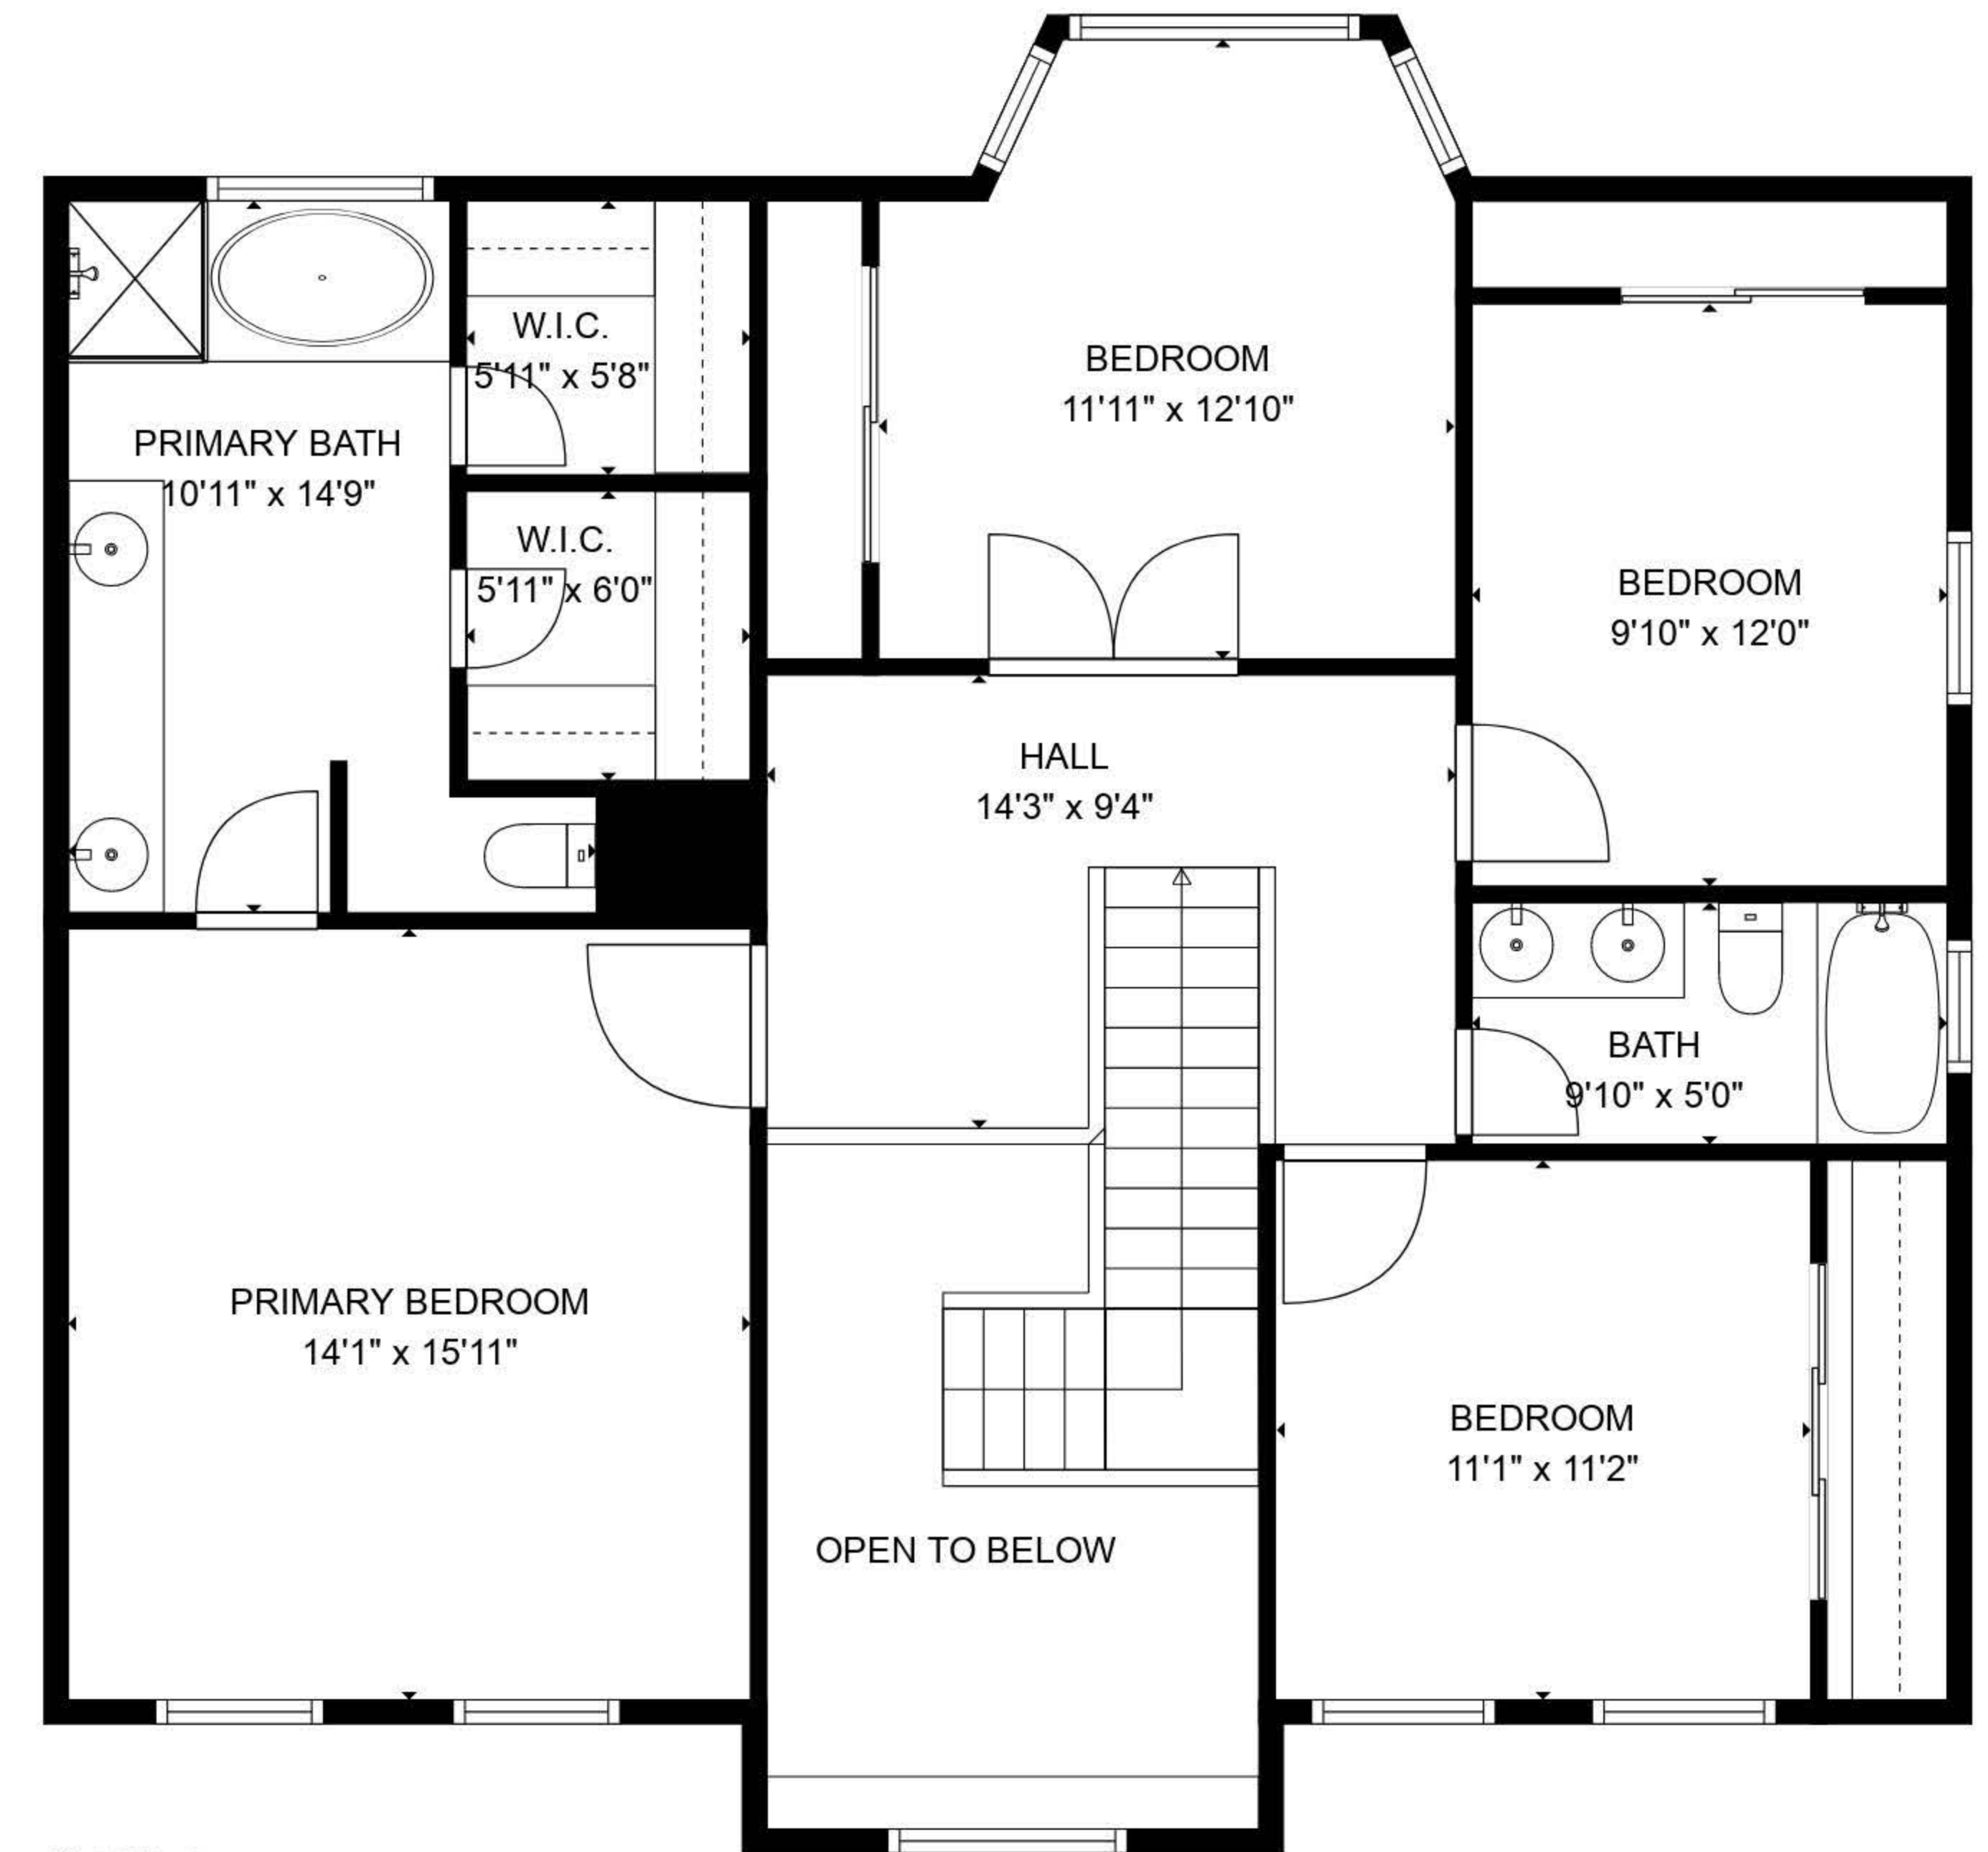 W.I.C.
5'11" x 5'8"
BEDROOM
11'11" x 12'10"
PRIMARY BATH
10'11" x 14'9"
W.I.C.
5'11" x 6'0"
BEDROOM
9'10" x 12'0"
HALL
14'3" x 9'4"
BATH
9'10" x 5'0"
PRIMARY BEDROOM
14'1" x 15'11"
BEDROOM
11'1" x 11'2"
OPEN TO BELOW